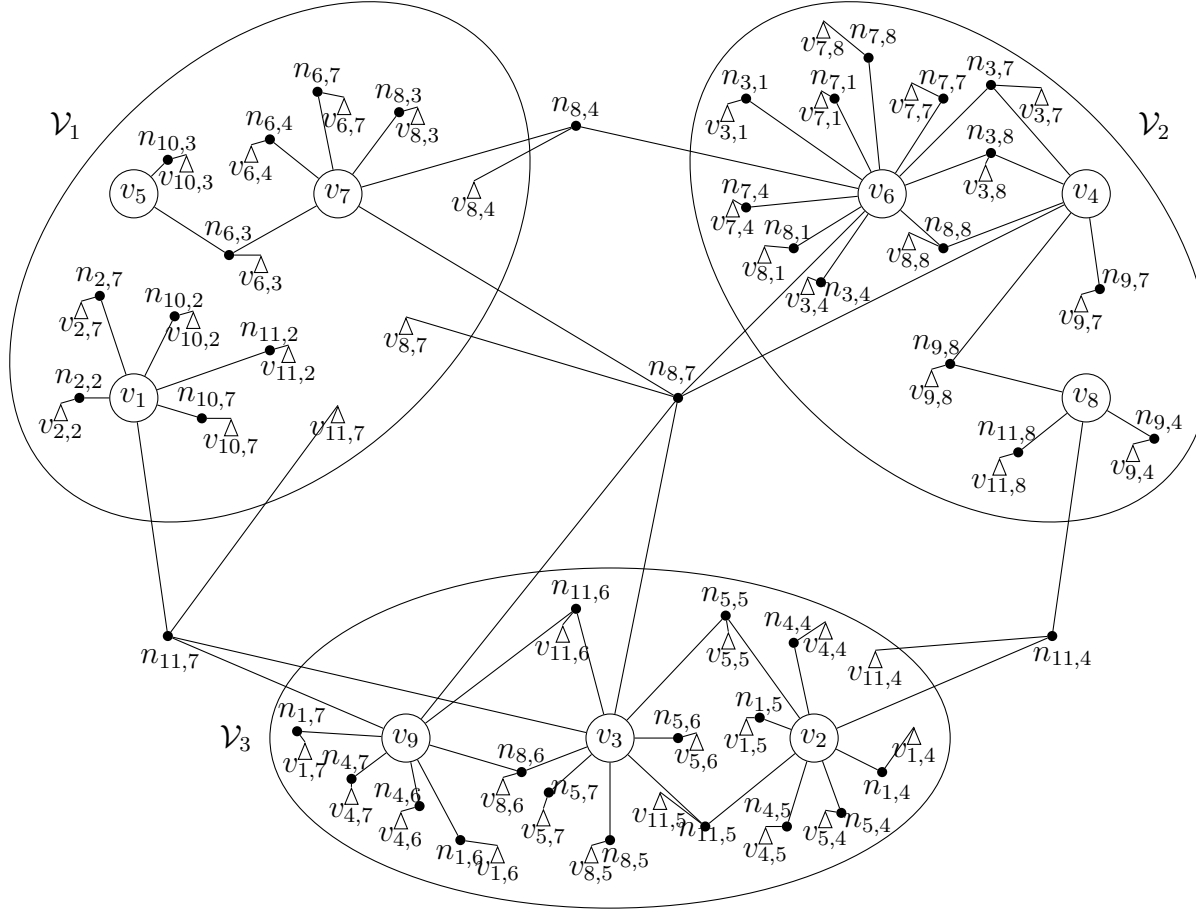 𝒱₁
n₆,₇
v₆,₇
n₈,₃
v₈,₃
n₆,₄
v₆,₄
n₁₀,₃
v₁₀,₃
v₅
v₇
n₆,₃
v₆,₃
n₂,₇
v₂,₇
n₁₀,₂
v₁₀,₂
n₁₁,₂
v₁₁,₂
n₂,₂
v₂,₂
v₁
n₁₀,₇
v₁₀,₇
v₁₁,₇
v₈,₇
v₈,₄
n₈,₄
n₈,₇
𝒱₂
v₇,₈
n₇,₈
n₃,₁
v₃,₁
n₇,₁
v₇,₁
n₇,₇
v₇,₇
n₃,₇
v₃,₇
n₃,₈
v₃,₈
v₆
v₄
n₇,₄
v₇,₄
n₈,₁
v₈,₁
n₃,₄
v₃,₄
n₈,₈
v₈,₈
n₉,₇
v₉,₇
n₉,₈
v₉,₈
v₈
n₁₁,₈
v₁₁,₈
n₉,₄
v₉,₄
n₁₁,₇
n₁₁,₄
v₁₁,₄
𝒱₃
n₁₁,₆
v₁₁,₆
n₅,₅
v₅,₅
n₄,₄
v₄,₄
n₁,₇
v₁,₇
v₉
v₃
n₅,₆
v₅,₆
n₁,₅
v₁,₅
v₂
n₁,₄
v₁,₄
n₄,₇
v₄,₇
n₄,₆
v₄,₆
n₁,₆
v₁,₆
n₈,₆
v₈,₆
n₅,₇
v₅,₇
n₈,₅
v₈,₅
n₁₁,₅
v₁₁,₅
n₄,₅
v₄,₅
n₅,₄
v₅,₄